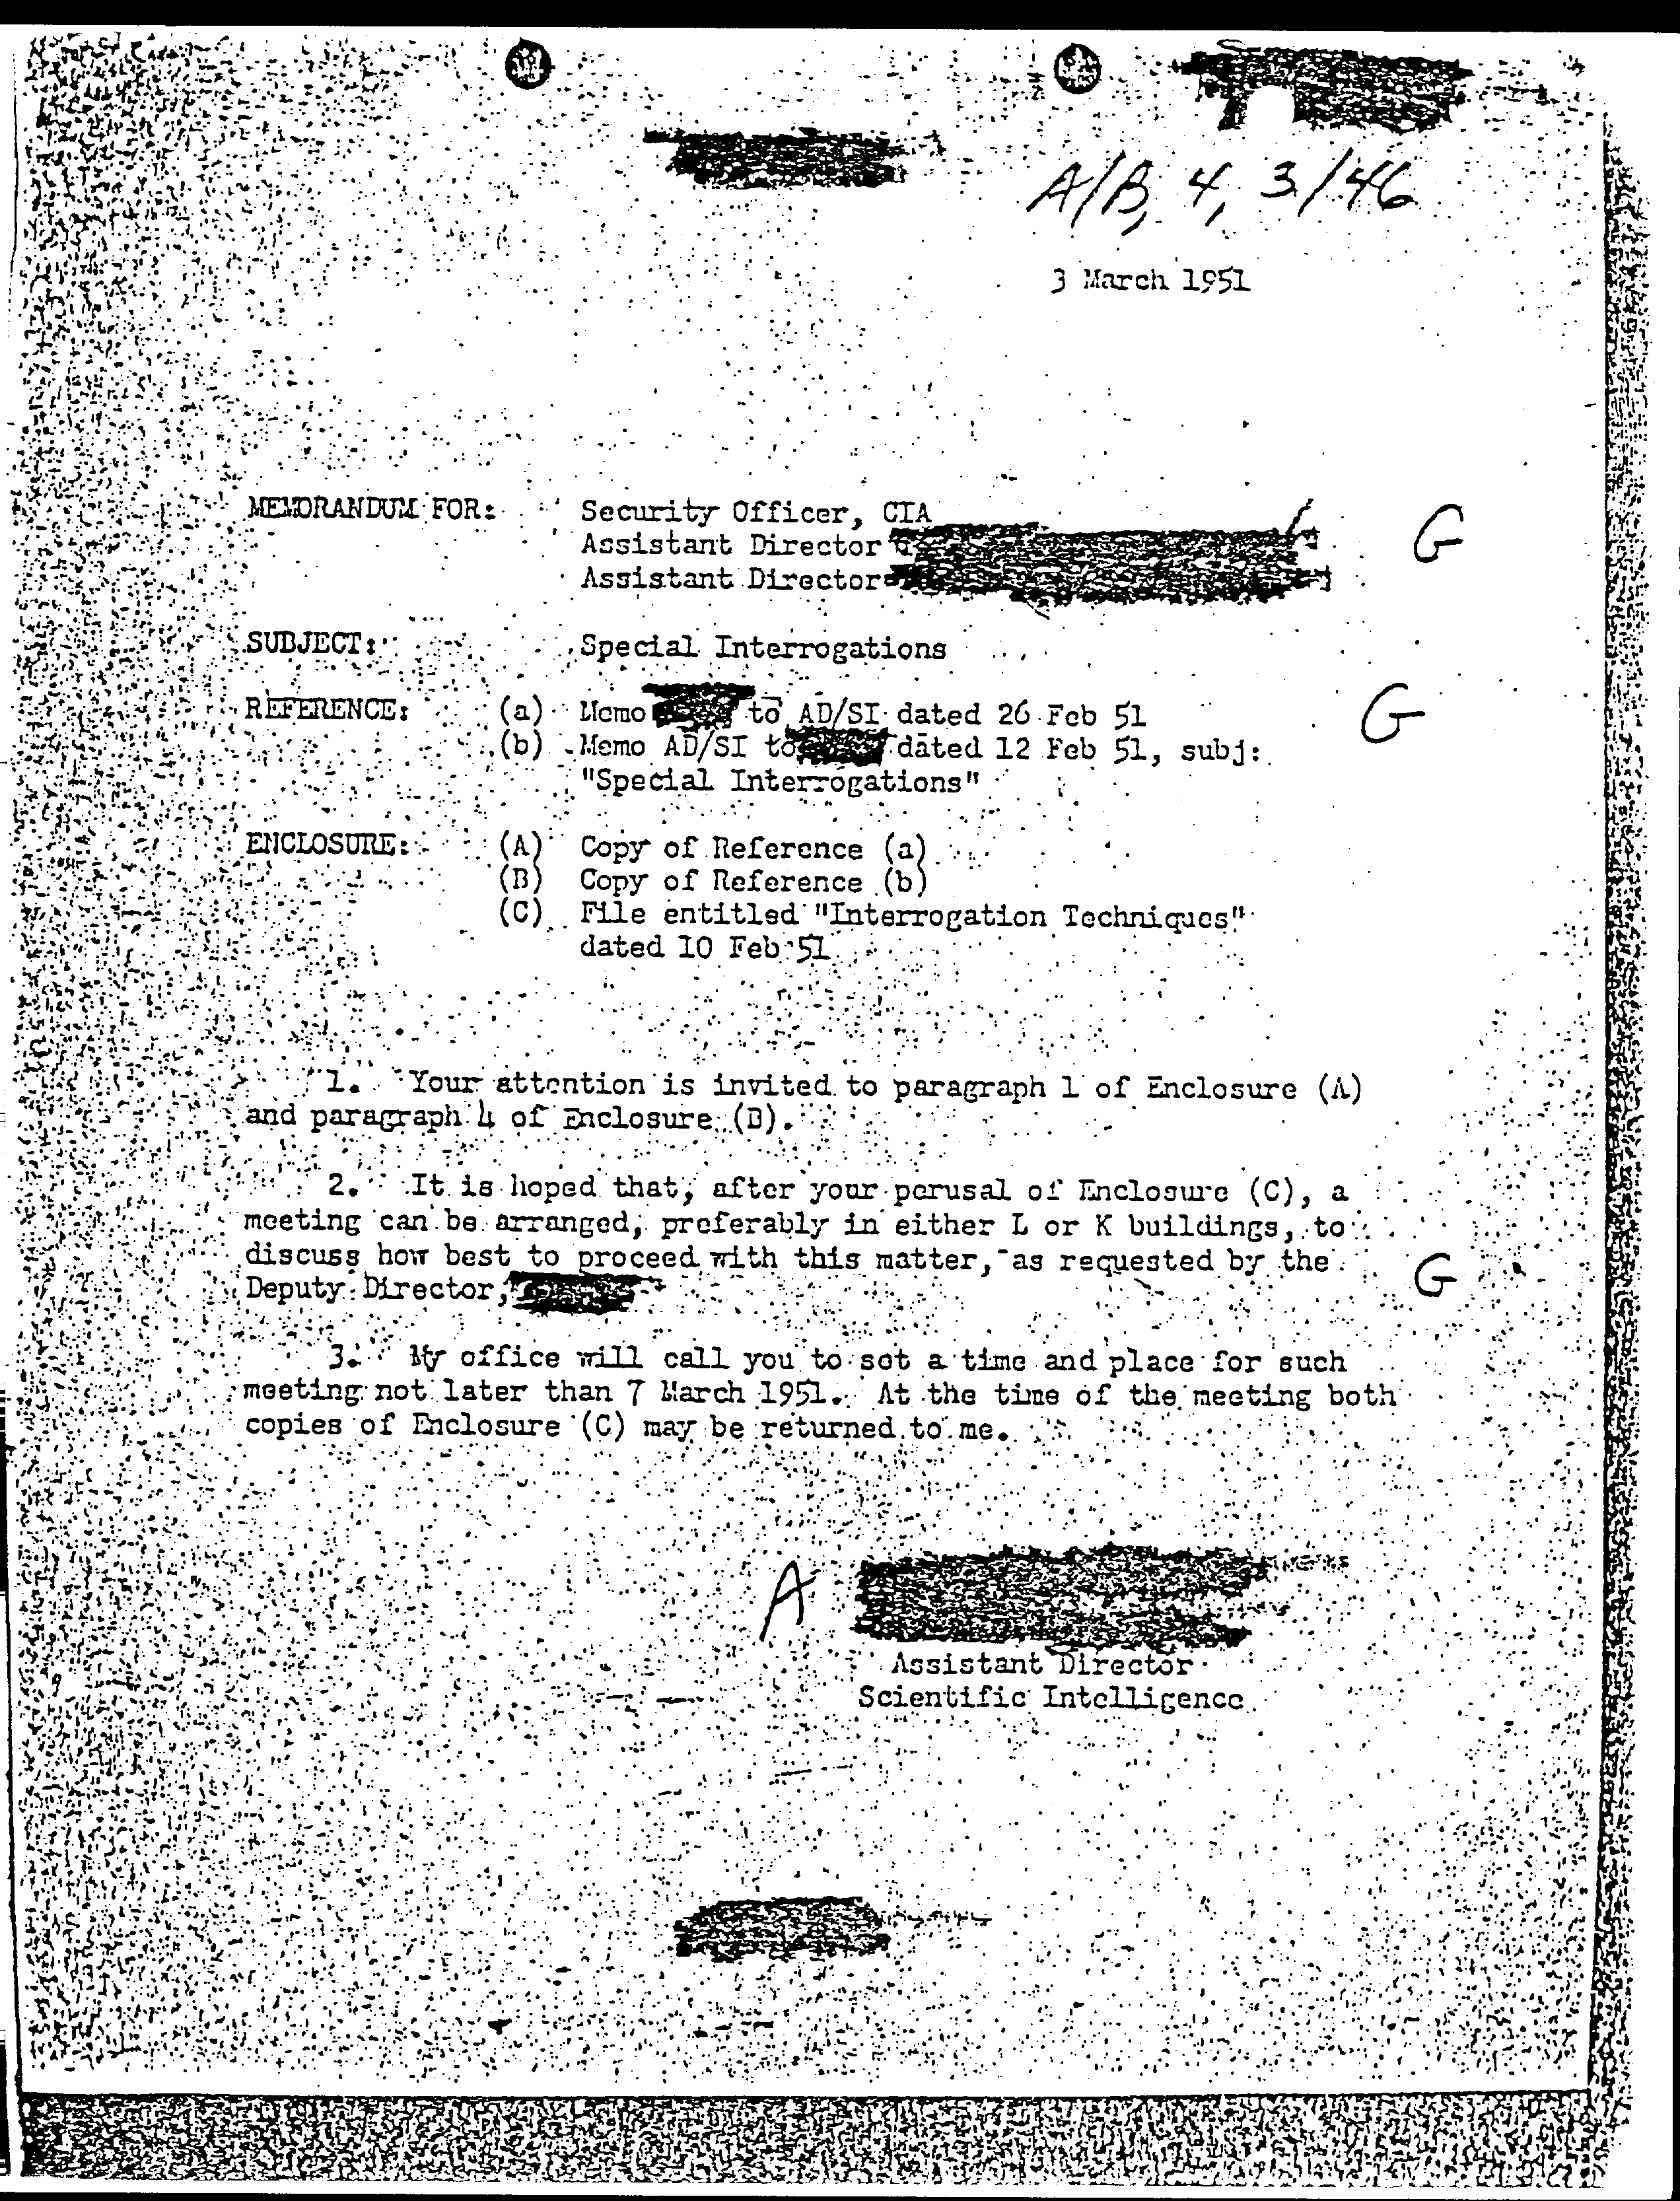 A/B, 4, 3/46
3 March 1951
MEMORANDUM FOR: Security Officer, CIA
Assistant Director
Assistant Director
G
SUBJECT: Special Interrogations
REFERENCE: (a) Memo to AD/SI dated 26 Feb 51
G
(b) Memo AD/SI to dated 12 Feb 51, subj:
"Special Interrogations"
ENCLOSURE: (A) Copy of Reference (a)
(B) Copy of Reference (b)
(C) File entitled "Interrogation Techniques"
dated 10 Feb 51
1. Your attention is invited to paragraph 1 of Enclosure (A)
and paragraph 4 of Enclosure (B).
2. It is hoped that, after your perusal of Enclosure (C), a
meeting can be arranged, preferably in either L or K buildings, to
discuss how best to proceed with this matter, as requested by the
Deputy Director,
G
3. My office will call you to set a time and place for such
meeting not later than 7 March 1951. At the time of the meeting both
copies of Enclosure (C) may be returned to me.
A
Assistant Director
Scientific Intelligence